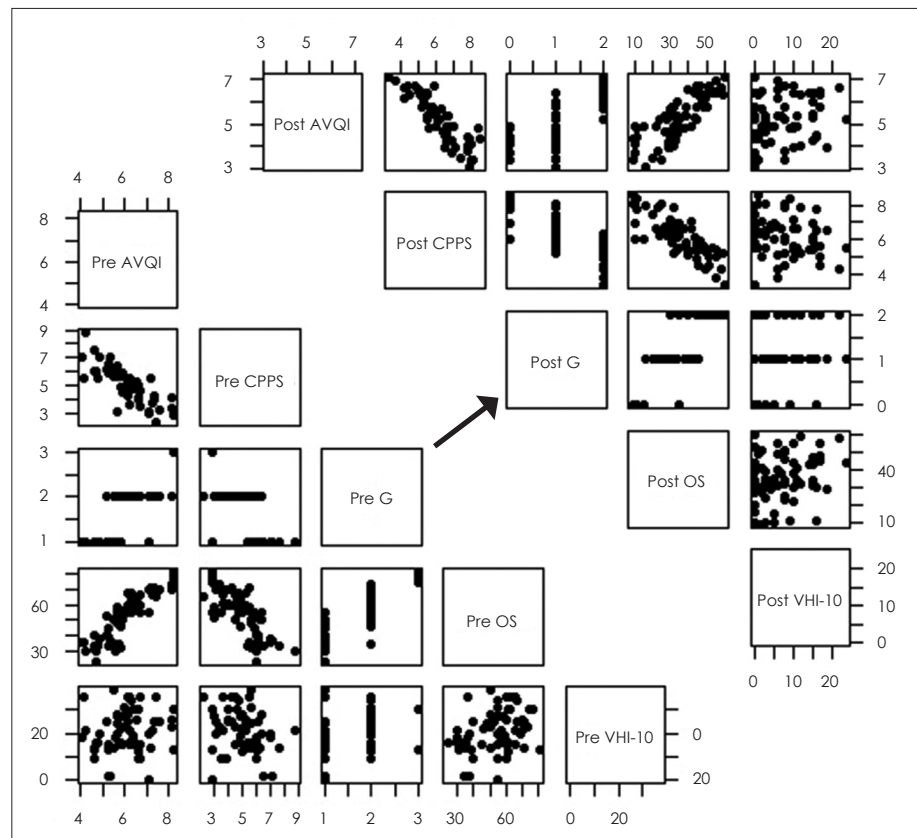 3 5 7 4 6 8 0 1 2 10 30 50 0 10 20
7 5 3 Post AVQI 7 5 3
4 6 8
8 6 4 Pre AVQI
Post CPPS 8 6 4
9 7 5 3 Pre CPPS
Post G 2 1 0
3 2 1 Pre G
Post OS 40 10
60 30 Pre OS
Post VHI-10 20 10 0
0 10 20
20 0 Pre VHI-10 0 20
4 6 8 3 5 7 9 1 2 3 30 60 0 20